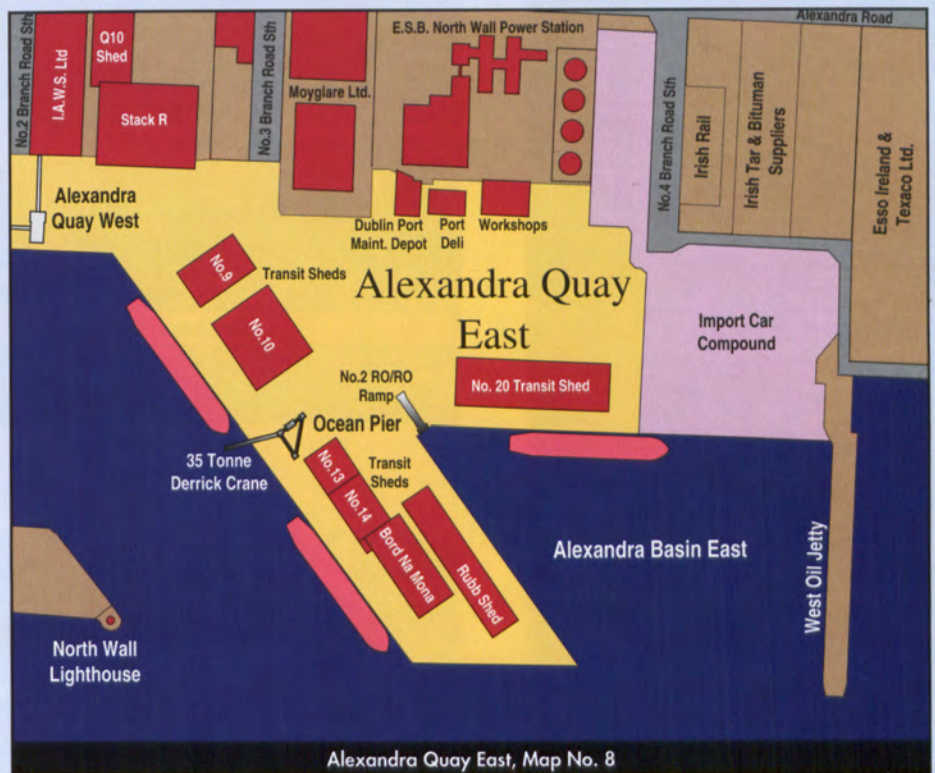 Alexandra Road
No.2 Branch Road Sth
I.A.W.S. Ltd
Q10
Shed
Stack R
No.3 Branch Road Sth
Moyglare Ltd.
E.S.B. North Wall Power Station
No.4 Branch Road Sth
Irish Rail
Irish Tar & Bituman
Suppliers
Esso Ireland &
Texaco Ltd.
Alexandra
Quay West
Dublin Port
Maint. Depot
Port
Deli
Workshops
No.9
Transit Sheds
No.10
Alexandra Quay
East
Import Car
Compound
No.2 RO/RO
Ramp
No. 20 Transit Shed
Ocean Pier
35 Tonne
Derrick Crane
No.13
Transit
Sheds
No.14
Bord Na Mona
Rubb Shed
Alexandra Basin East
West Oil Jetty
North Wall
Lighthouse
Alexandra Quay East, Map No. 8